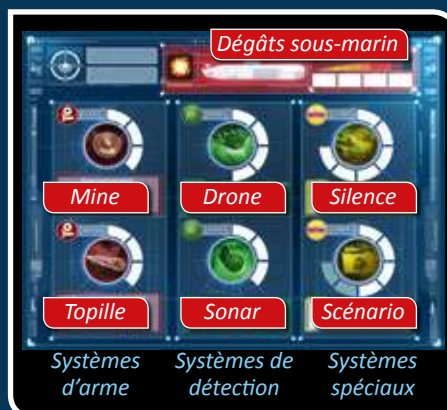 Dégâts sous-marin
Mine
Drone
Silence
Topille
Sonar
Scénario
Systèmes d'arme
Systèmes de détection
Systèmes spéciaux